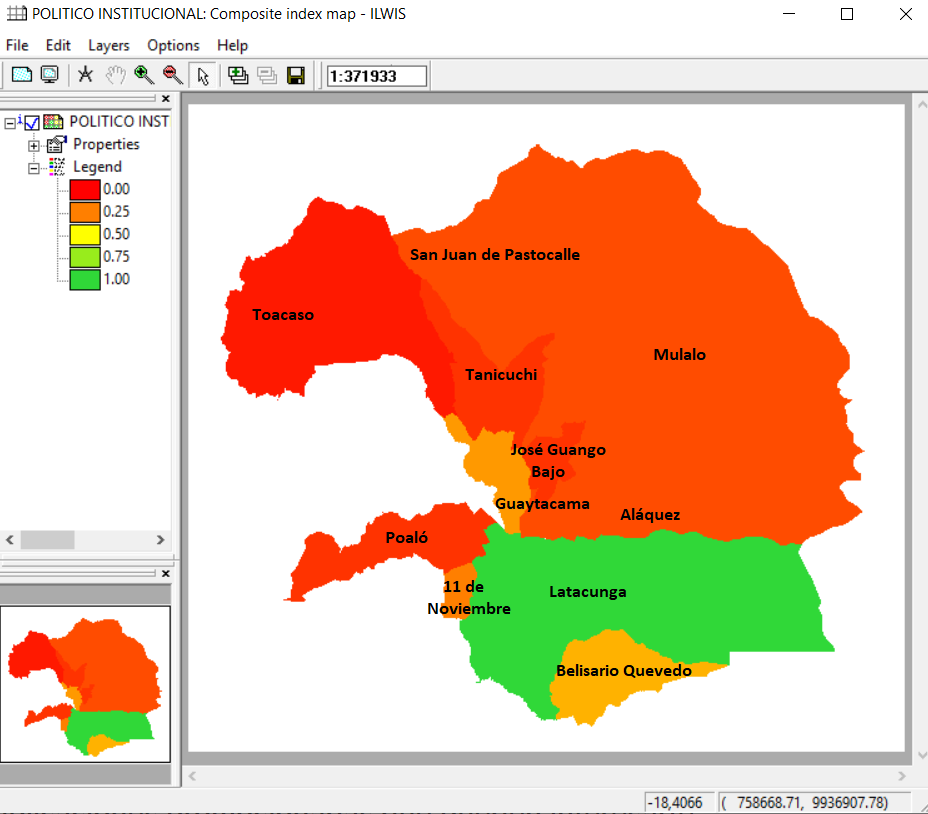 POLITICO INSTITUCIONAL: Composite index map - ILWIS
File Edit Layers Options Help
1:371933
POLITICO INST
Properties
Legend
0.00
0.25
0.50
0.75
1.00
San Juan de Pastocalle
Toacaso
Mulalo
Tanicuchi
José Guango
Bajo
Guaytacama
Aláquez
Poaló
11 de
Noviembre
Latacunga
Belisario Quevedo
-18,4066 ( 758668.71, 9936907.78)